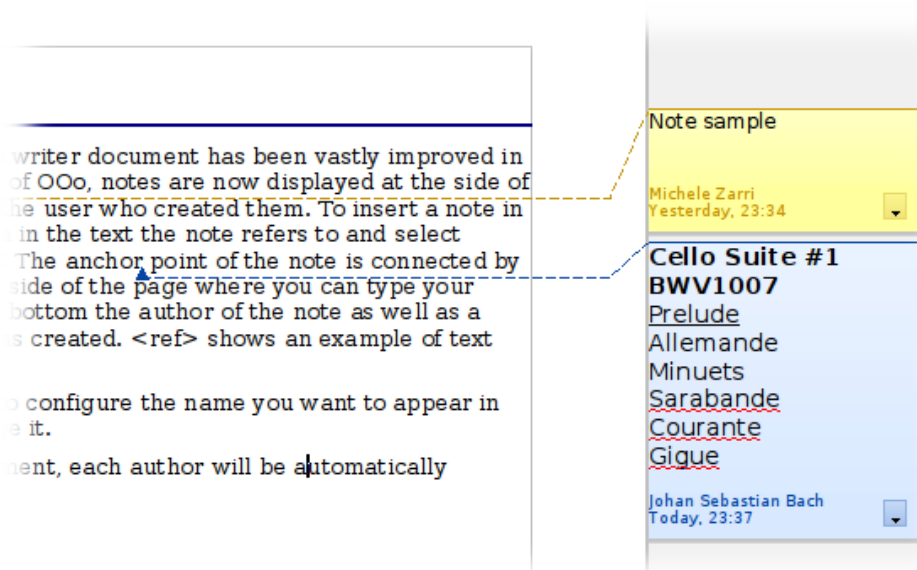 writer document has been vastly improved in
of OOo, notes are now displayed at the side of
he user who created them. To insert a note in
in the text the note refers to and select
The anchor point of the note is connected by
side of the page where you can type your
bottom the author of the note as well as a
s created. <ref> shows an example of text
configure the name you want to appear in
e it.
ent, each author will be automatically
Note sample
Michele Zarri
Yesterday, 23:34
Cello Suite #1
BWV1007
Prelude
Allemande
Minuets
Sarabande
Courante
Gigue
Johan Sebastian Bach
Today, 23:37